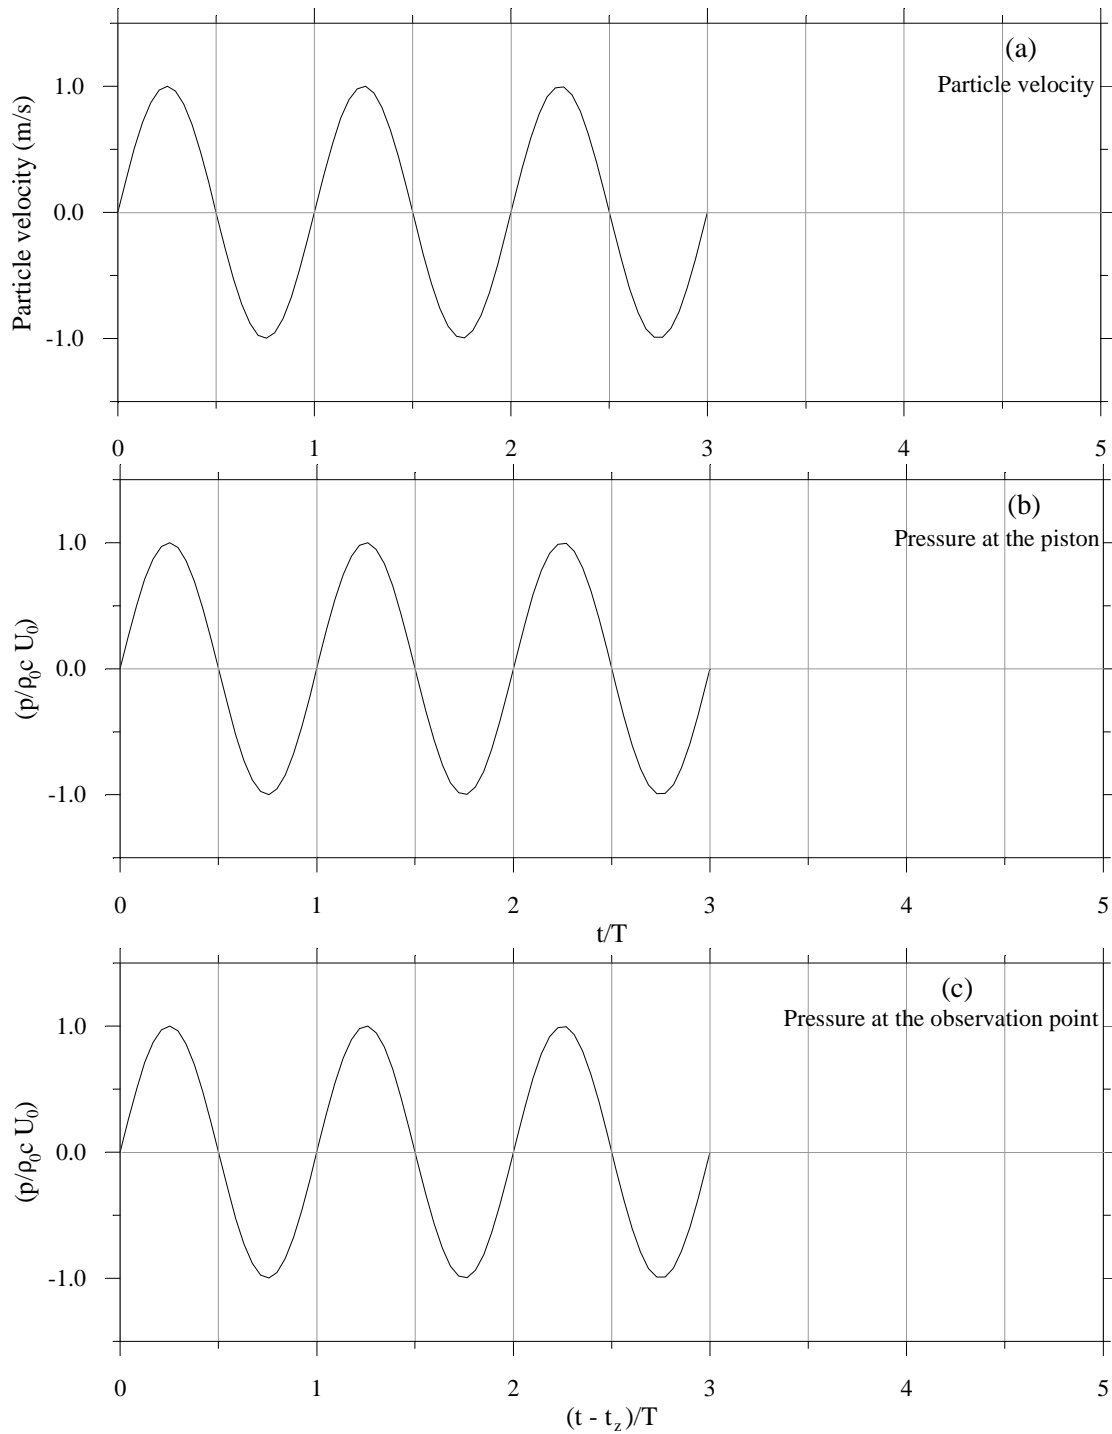 (a)
Particle velocity
Particle velocity (m/s)
1.0
0.0
-1.0
0 1 2 3 4 5
(b)
Pressure at the piston
(p/ρ₀c U₀)
1.0
0.0
-1.0
0 1 2 3 4 5
t/T
(c)
Pressure at the observation point
(p/ρ₀c U₀)
1.0
0.0
-1.0
0 1 2 3 4 5
(t - t_z)/T